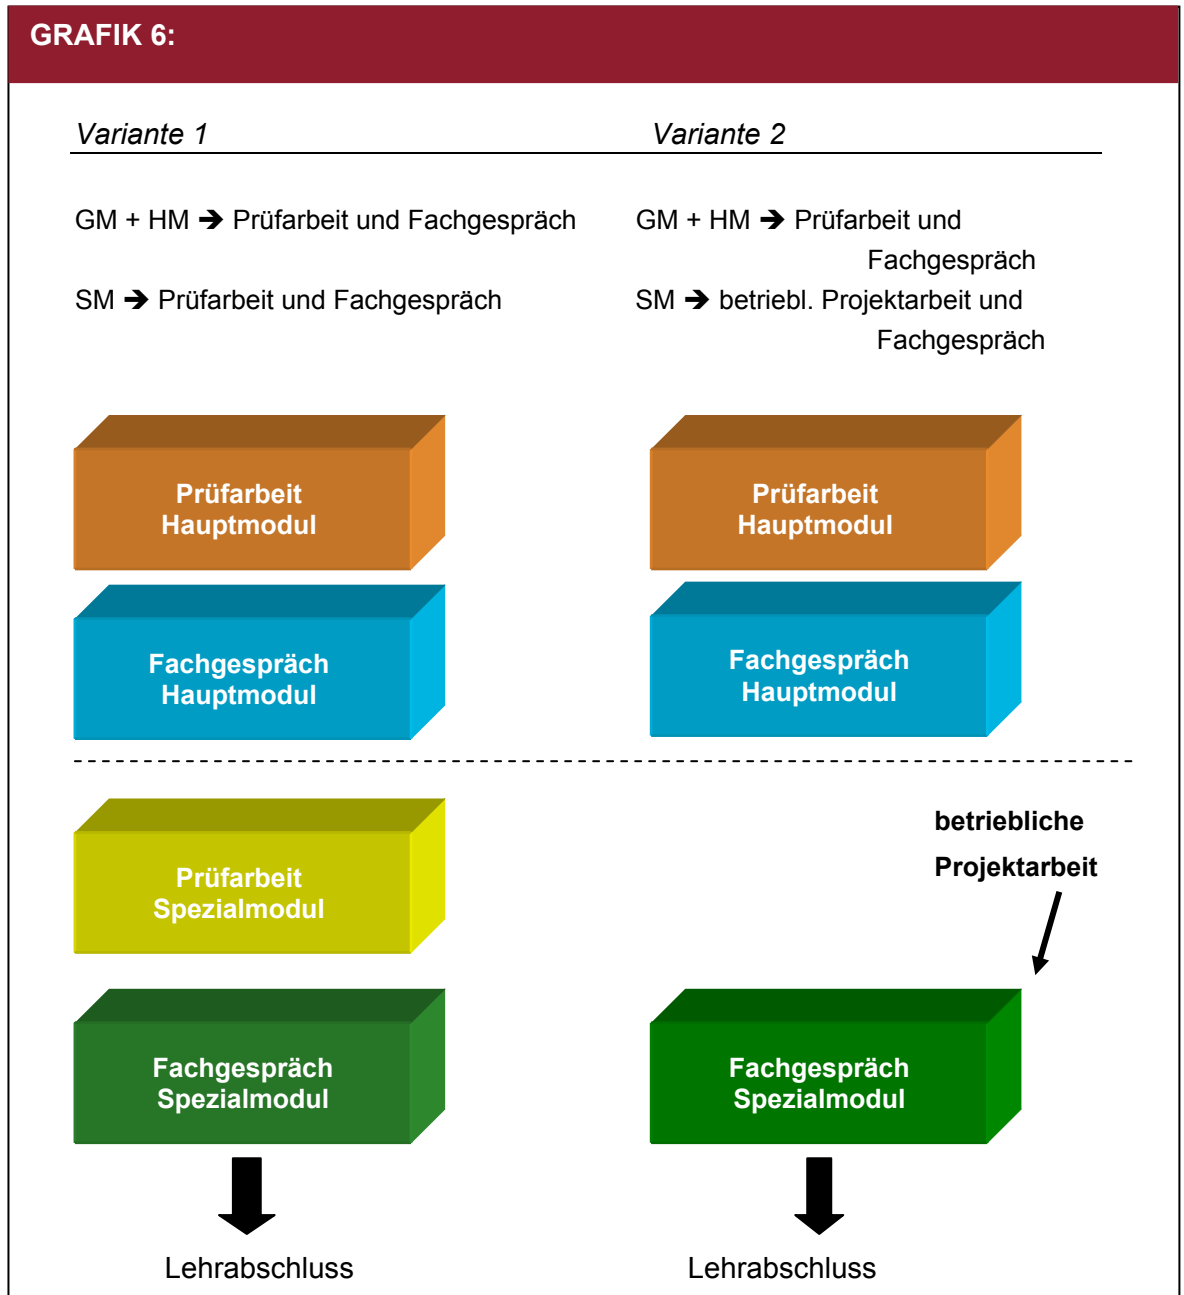 GRAFIK 6:
Variante 1
Variante 2
GM + HM ➔ Prüfarbeit und Fachgespräch
SM ➔ Prüfarbeit und Fachgespräch
GM + HM ➔ Prüfarbeit und
Fachgespräch
SM ➔ betriebl. Projektarbeit und
Fachgespräch
Prüfarbeit
Hauptmodul
Prüfarbeit
Hauptmodul
Fachgespräch
Hauptmodul
Fachgespräch
Hauptmodul
Prüfarbeit
Spezialmodul
betriebliche
Projektarbeit
Fachgespräch
Spezialmodul
Fachgespräch
Spezialmodul
Lehrabschluss
Lehrabschluss